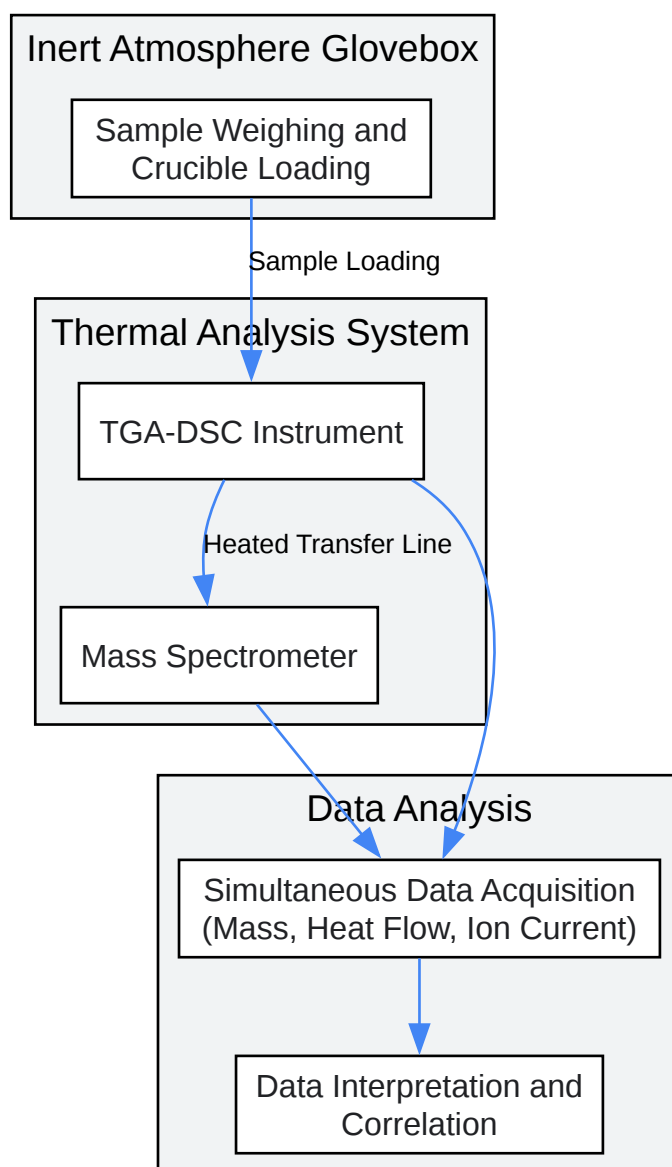 Inert Atmosphere Glovebox
Sample Weighing and
Crucible Loading
Sample Loading
Thermal Analysis System
TGA-DSC Instrument
Heated Transfer Line
Mass Spectrometer
Data Analysis
Simultaneous Data Acquisition
(Mass, Heat Flow, Ion Current)
Data Interpretation and
Correlation